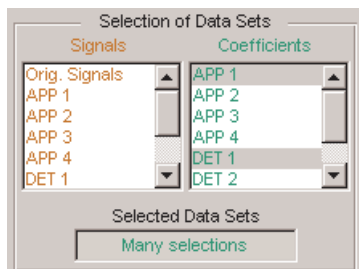 Selection of Data Sets
Signals
Coefficients
Orig. Signals
APP 1
APP 2
APP 3
APP 4
DET 1
APP 1
APP 2
APP 3
APP 4
DET 1
DET 2
Selected Data Sets
Many selections